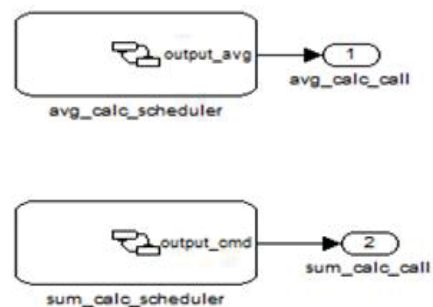 output_avg
1
avg_calc_call
avg_calc_scheduler
output_cmd
2
sum_calc_call
sum_calc_scheduler